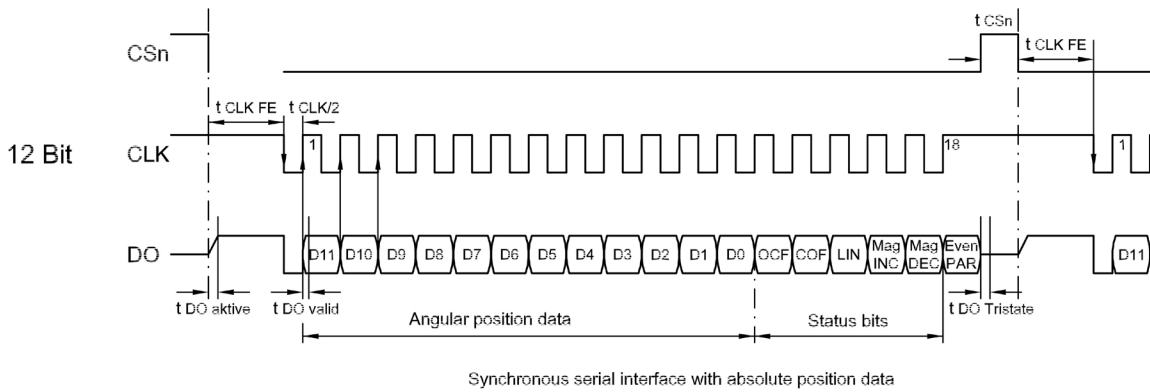 t CSn
CSn
t CLK FE
t CLK FE
t CLK/2
12 Bit
CLK
1
18
1
DO
D11
D10
D9
D8
D7
D6
D5
D4
D3
D2
D1
D0
OCF
COF
LIN
Mag
INC
Mag
DEC
Even
PAR
D11
t DO aktive
t DO valid
t DO Tristate
Angular position data
Status bits
Synchronous serial interface with absolute position data